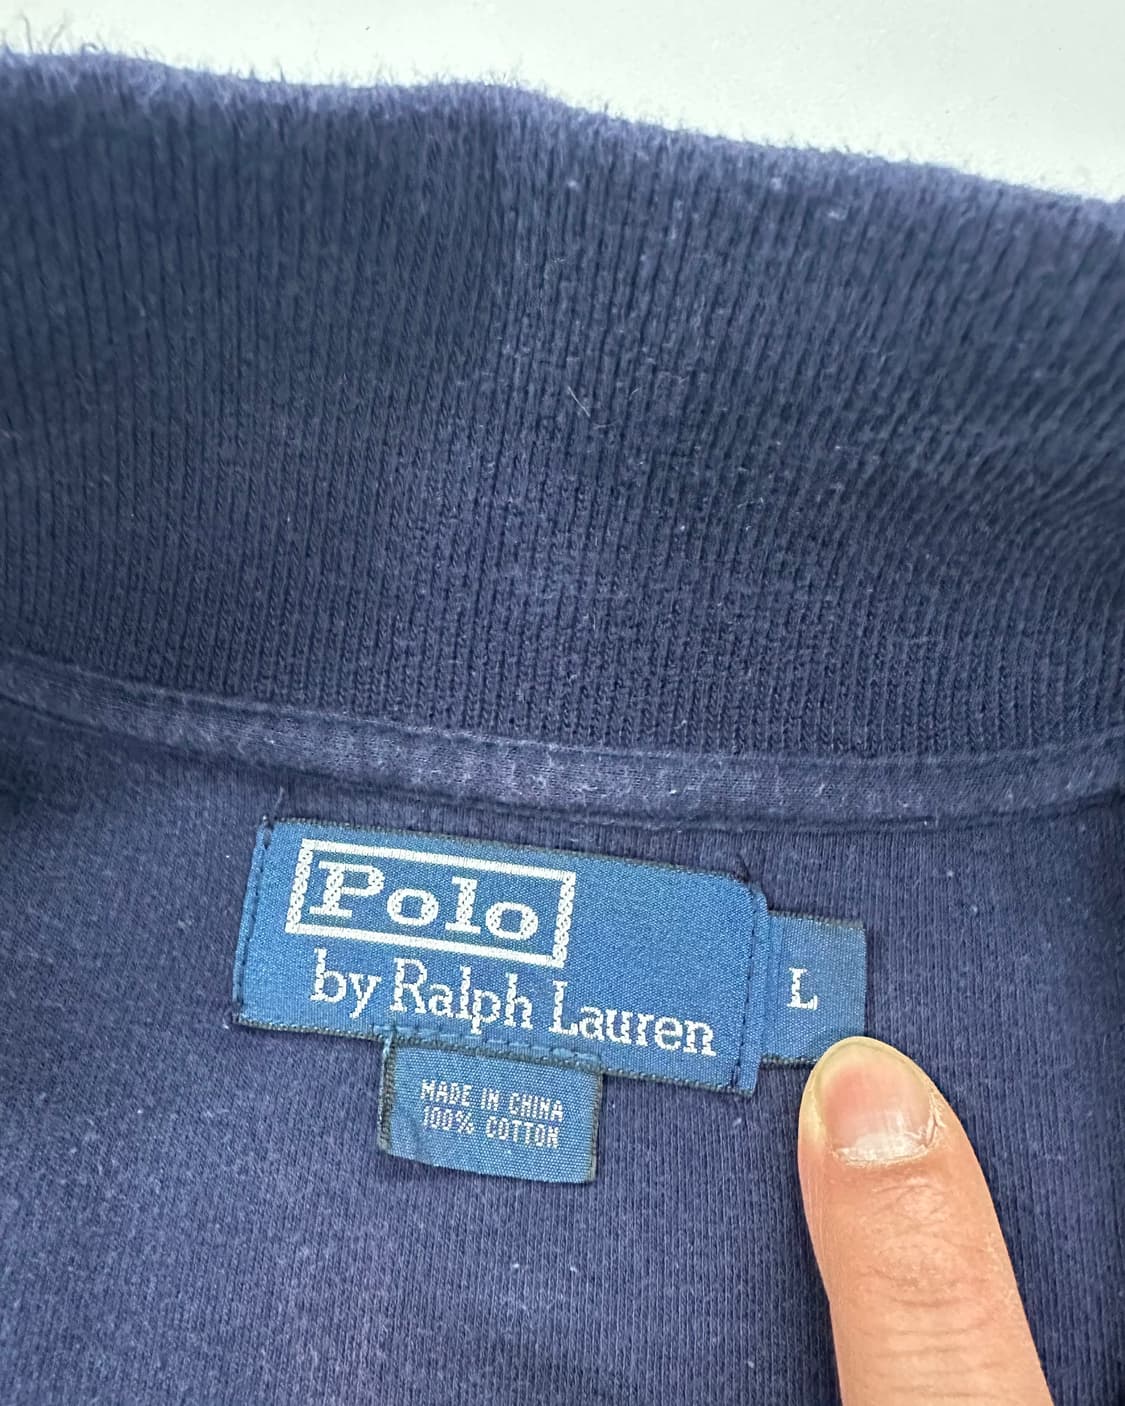 Polo
by Ralph Lauren
L
MADE IN CHINA
100% COTTON